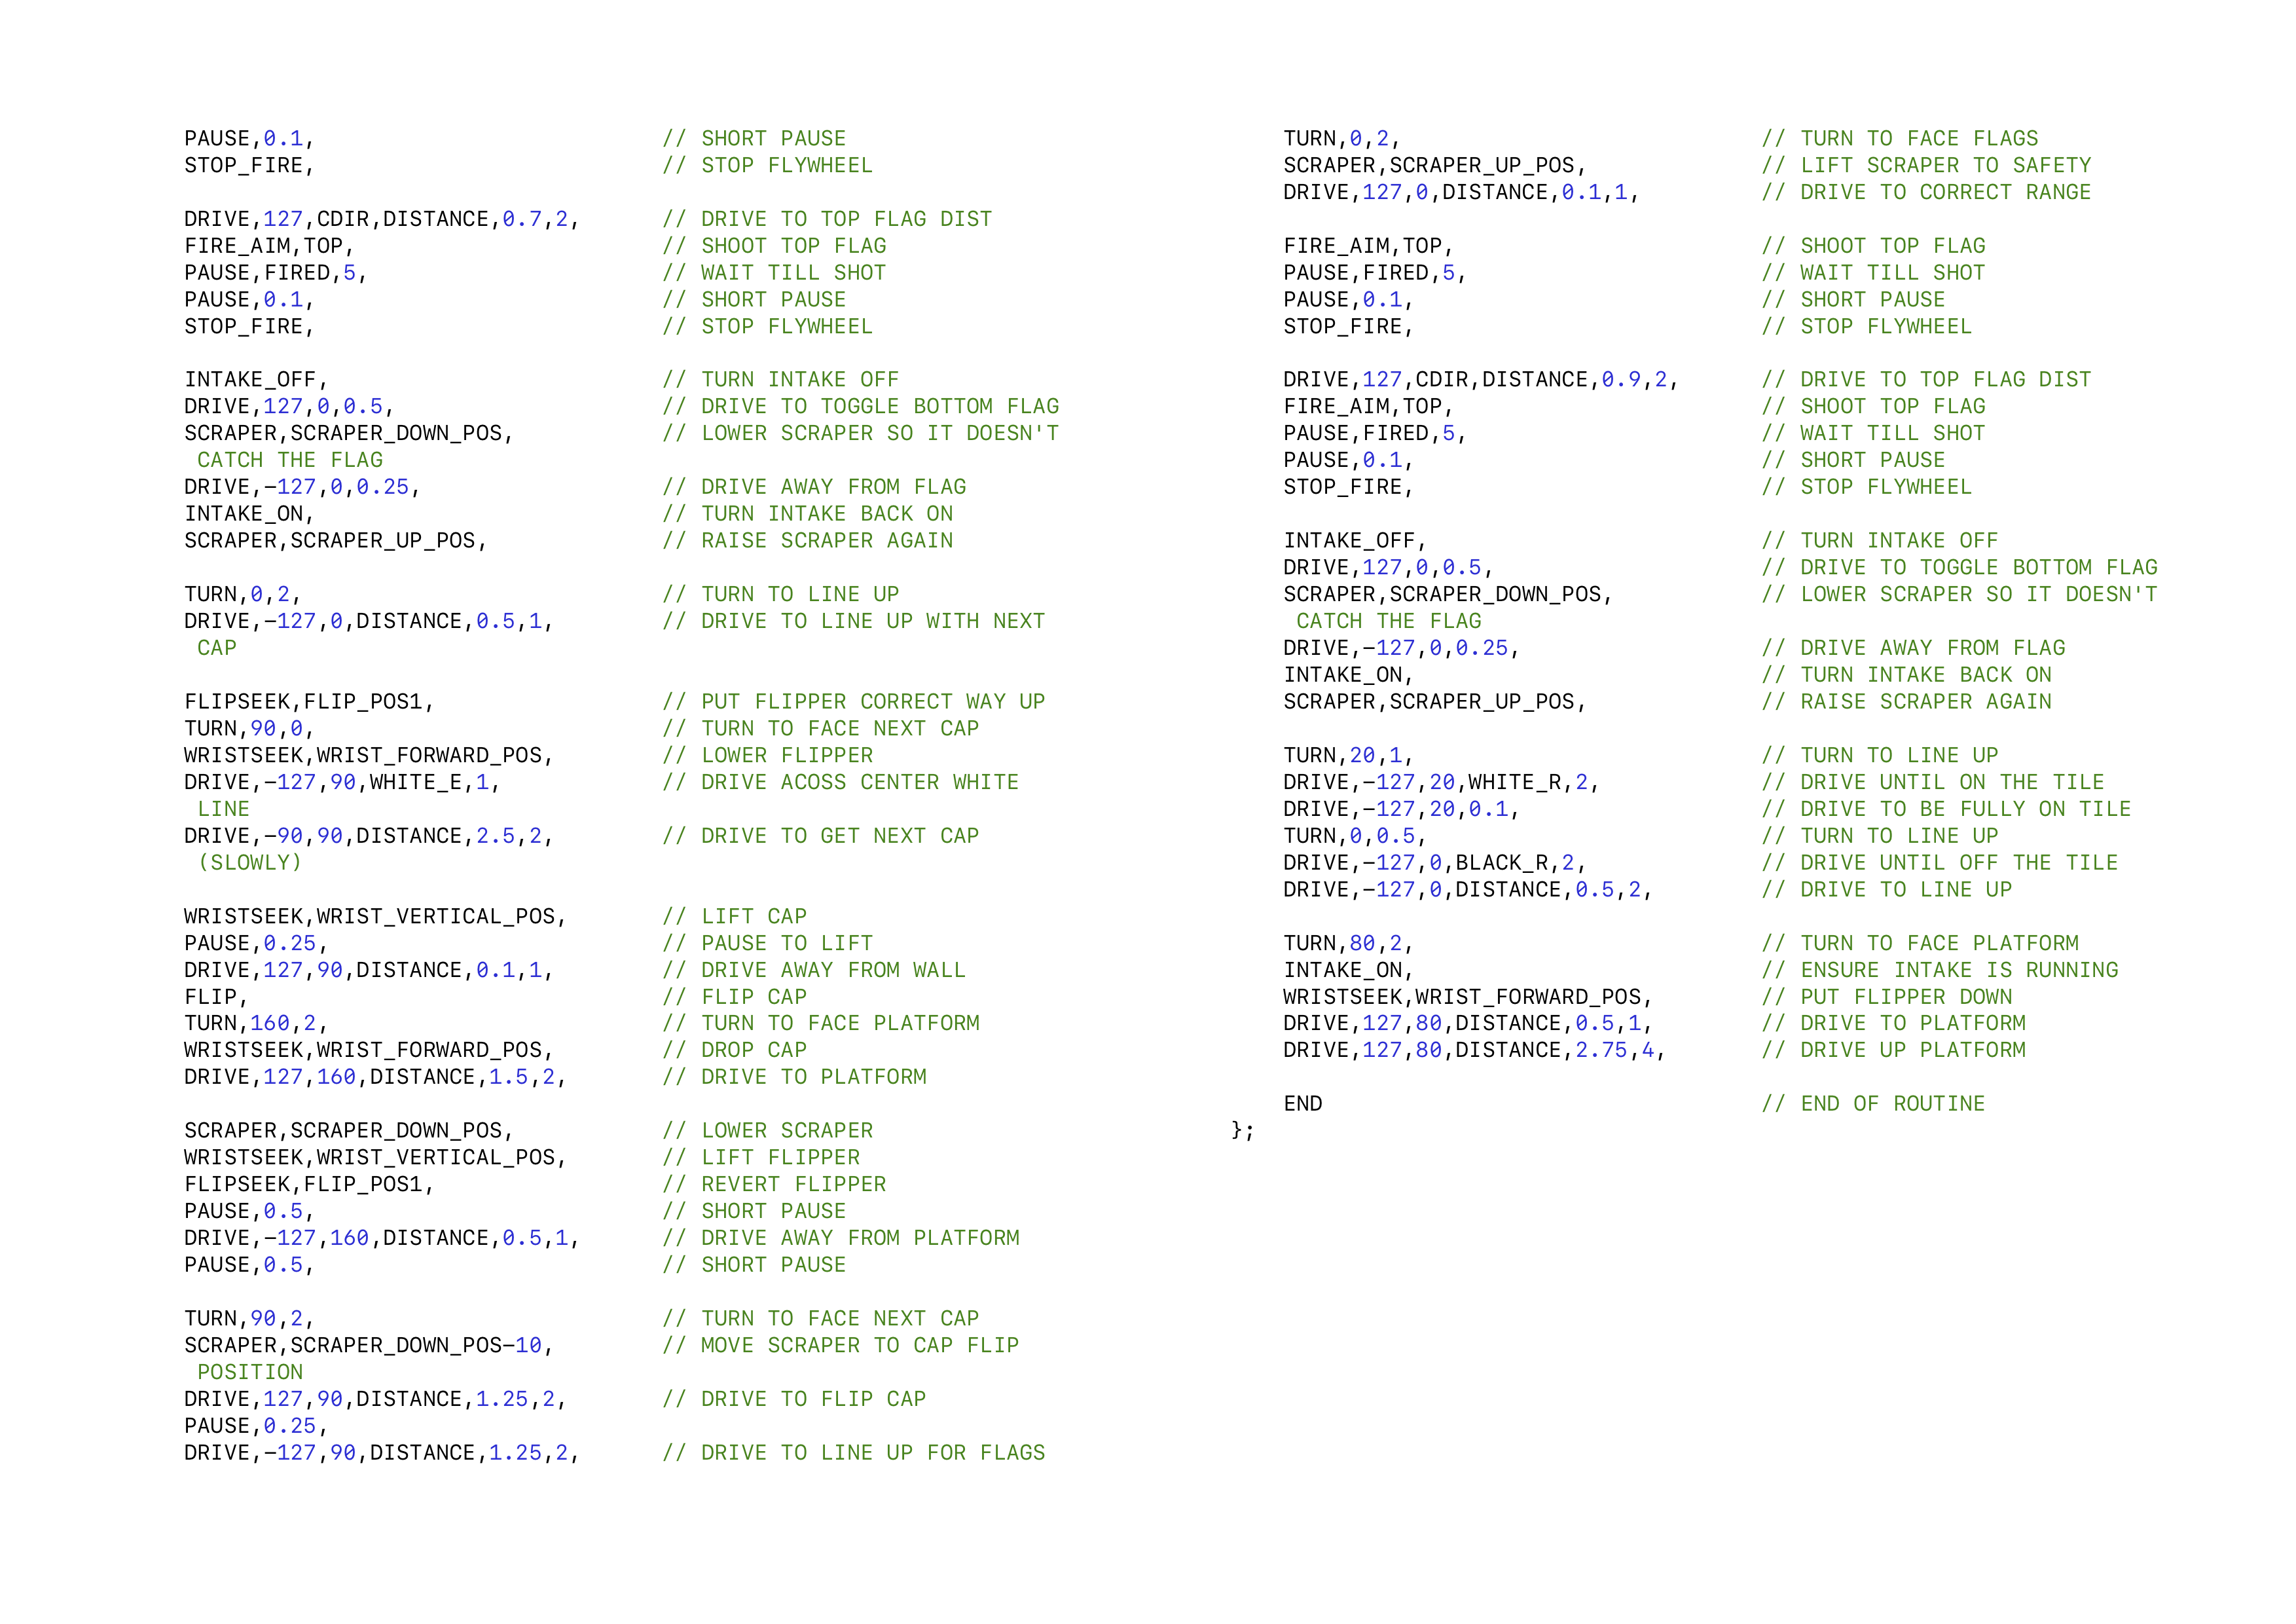 PAUSE,0.1, // SHORT PAUSE
STOP_FIRE, // STOP FLYWHEEL

DRIVE,127,CDIR,DISTANCE,0.7,2, // DRIVE TO TOP FLAG DIST
FIRE_AIM,TOP, // SHOOT TOP FLAG
PAUSE,FIRED,5, // WAIT TILL SHOT
PAUSE,0.1, // SHORT PAUSE
STOP_FIRE, // STOP FLYWHEEL

INTAKE_OFF, // TURN INTAKE OFF
DRIVE,127,0,0.5, // DRIVE TO TOGGLE BOTTOM FLAG
SCRAPER,SCRAPER_DOWN_POS, // LOWER SCRAPER SO IT DOESN'T
CATCH THE FLAG
DRIVE,–127,0,0.25, // DRIVE AWAY FROM FLAG
INTAKE_ON, // TURN INTAKE BACK ON
SCRAPER,SCRAPER_UP_POS, // RAISE SCRAPER AGAIN

TURN,0,2, // TURN TO LINE UP
DRIVE,–127,0,DISTANCE,0.5,1, // DRIVE TO LINE UP WITH NEXT
CAP

FLIPSEEK,FLIP_POS1, // PUT FLIPPER CORRECT WAY UP
TURN,90,0, // TURN TO FACE NEXT CAP
WRISTSEEK,WRIST_FORWARD_POS, // LOWER FLIPPER
DRIVE,–127,90,WHITE_E,1, // DRIVE ACOSS CENTER WHITE
LINE
DRIVE,–90,90,DISTANCE,2.5,2, // DRIVE TO GET NEXT CAP
(SLOWLY)

WRISTSEEK,WRIST_VERTICAL_POS, // LIFT CAP
PAUSE,0.25, // PAUSE TO LIFT
DRIVE,127,90,DISTANCE,0.1,1, // DRIVE AWAY FROM WALL
FLIP, // FLIP CAP
TURN,160,2, // TURN TO FACE PLATFORM
WRISTSEEK,WRIST_FORWARD_POS, // DROP CAP
DRIVE,127,160,DISTANCE,1.5,2, // DRIVE TO PLATFORM

SCRAPER,SCRAPER_DOWN_POS, // LOWER SCRAPER
WRISTSEEK,WRIST_VERTICAL_POS, // LIFT FLIPPER
FLIPSEEK,FLIP_POS1, // REVERT FLIPPER
PAUSE,0.5, // SHORT PAUSE
DRIVE,–127,160,DISTANCE,0.5,1, // DRIVE AWAY FROM PLATFORM
PAUSE,0.5, // SHORT PAUSE

TURN,90,2, // TURN TO FACE NEXT CAP
SCRAPER,SCRAPER_DOWN_POS–10, // MOVE SCRAPER TO CAP FLIP
POSITION
DRIVE,127,90,DISTANCE,1.25,2, // DRIVE TO FLIP CAP
PAUSE,0.25,
DRIVE,–127,90,DISTANCE,1.25,2, // DRIVE TO LINE UP FOR FLAGS

TURN,0,2, // TURN TO FACE FLAGS
SCRAPER,SCRAPER_UP_POS, // LIFT SCRAPER TO SAFETY
DRIVE,127,0,DISTANCE,0.1,1, // DRIVE TO CORRECT RANGE

FIRE_AIM,TOP, // SHOOT TOP FLAG
PAUSE,FIRED,5, // WAIT TILL SHOT
PAUSE,0.1, // SHORT PAUSE
STOP_FIRE, // STOP FLYWHEEL

DRIVE,127,CDIR,DISTANCE,0.9,2, // DRIVE TO TOP FLAG DIST
FIRE_AIM,TOP, // SHOOT TOP FLAG
PAUSE,FIRED,5, // WAIT TILL SHOT
PAUSE,0.1, // SHORT PAUSE
STOP_FIRE, // STOP FLYWHEEL

INTAKE_OFF, // TURN INTAKE OFF
DRIVE,127,0,0.5, // DRIVE TO TOGGLE BOTTOM FLAG
SCRAPER,SCRAPER_DOWN_POS, // LOWER SCRAPER SO IT DOESN'T
CATCH THE FLAG
DRIVE,–127,0,0.25, // DRIVE AWAY FROM FLAG
INTAKE_ON, // TURN INTAKE BACK ON
SCRAPER,SCRAPER_UP_POS, // RAISE SCRAPER AGAIN

TURN,20,1, // TURN TO LINE UP
DRIVE,–127,20,WHITE_R,2, // DRIVE UNTIL ON THE TILE
DRIVE,–127,20,0.1, // DRIVE TO BE FULLY ON TILE
TURN,0,0.5, // TURN TO LINE UP
DRIVE,–127,0,BLACK_R,2, // DRIVE UNTIL OFF THE TILE
DRIVE,–127,0,DISTANCE,0.5,2, // DRIVE TO LINE UP

TURN,80,2, // TURN TO FACE PLATFORM
INTAKE_ON, // ENSURE INTAKE IS RUNNING
WRISTSEEK,WRIST_FORWARD_POS, // PUT FLIPPER DOWN
DRIVE,127,80,DISTANCE,0.5,1, // DRIVE TO PLATFORM
DRIVE,127,80,DISTANCE,2.75,4, // DRIVE UP PLATFORM

END // END OF ROUTINE
};